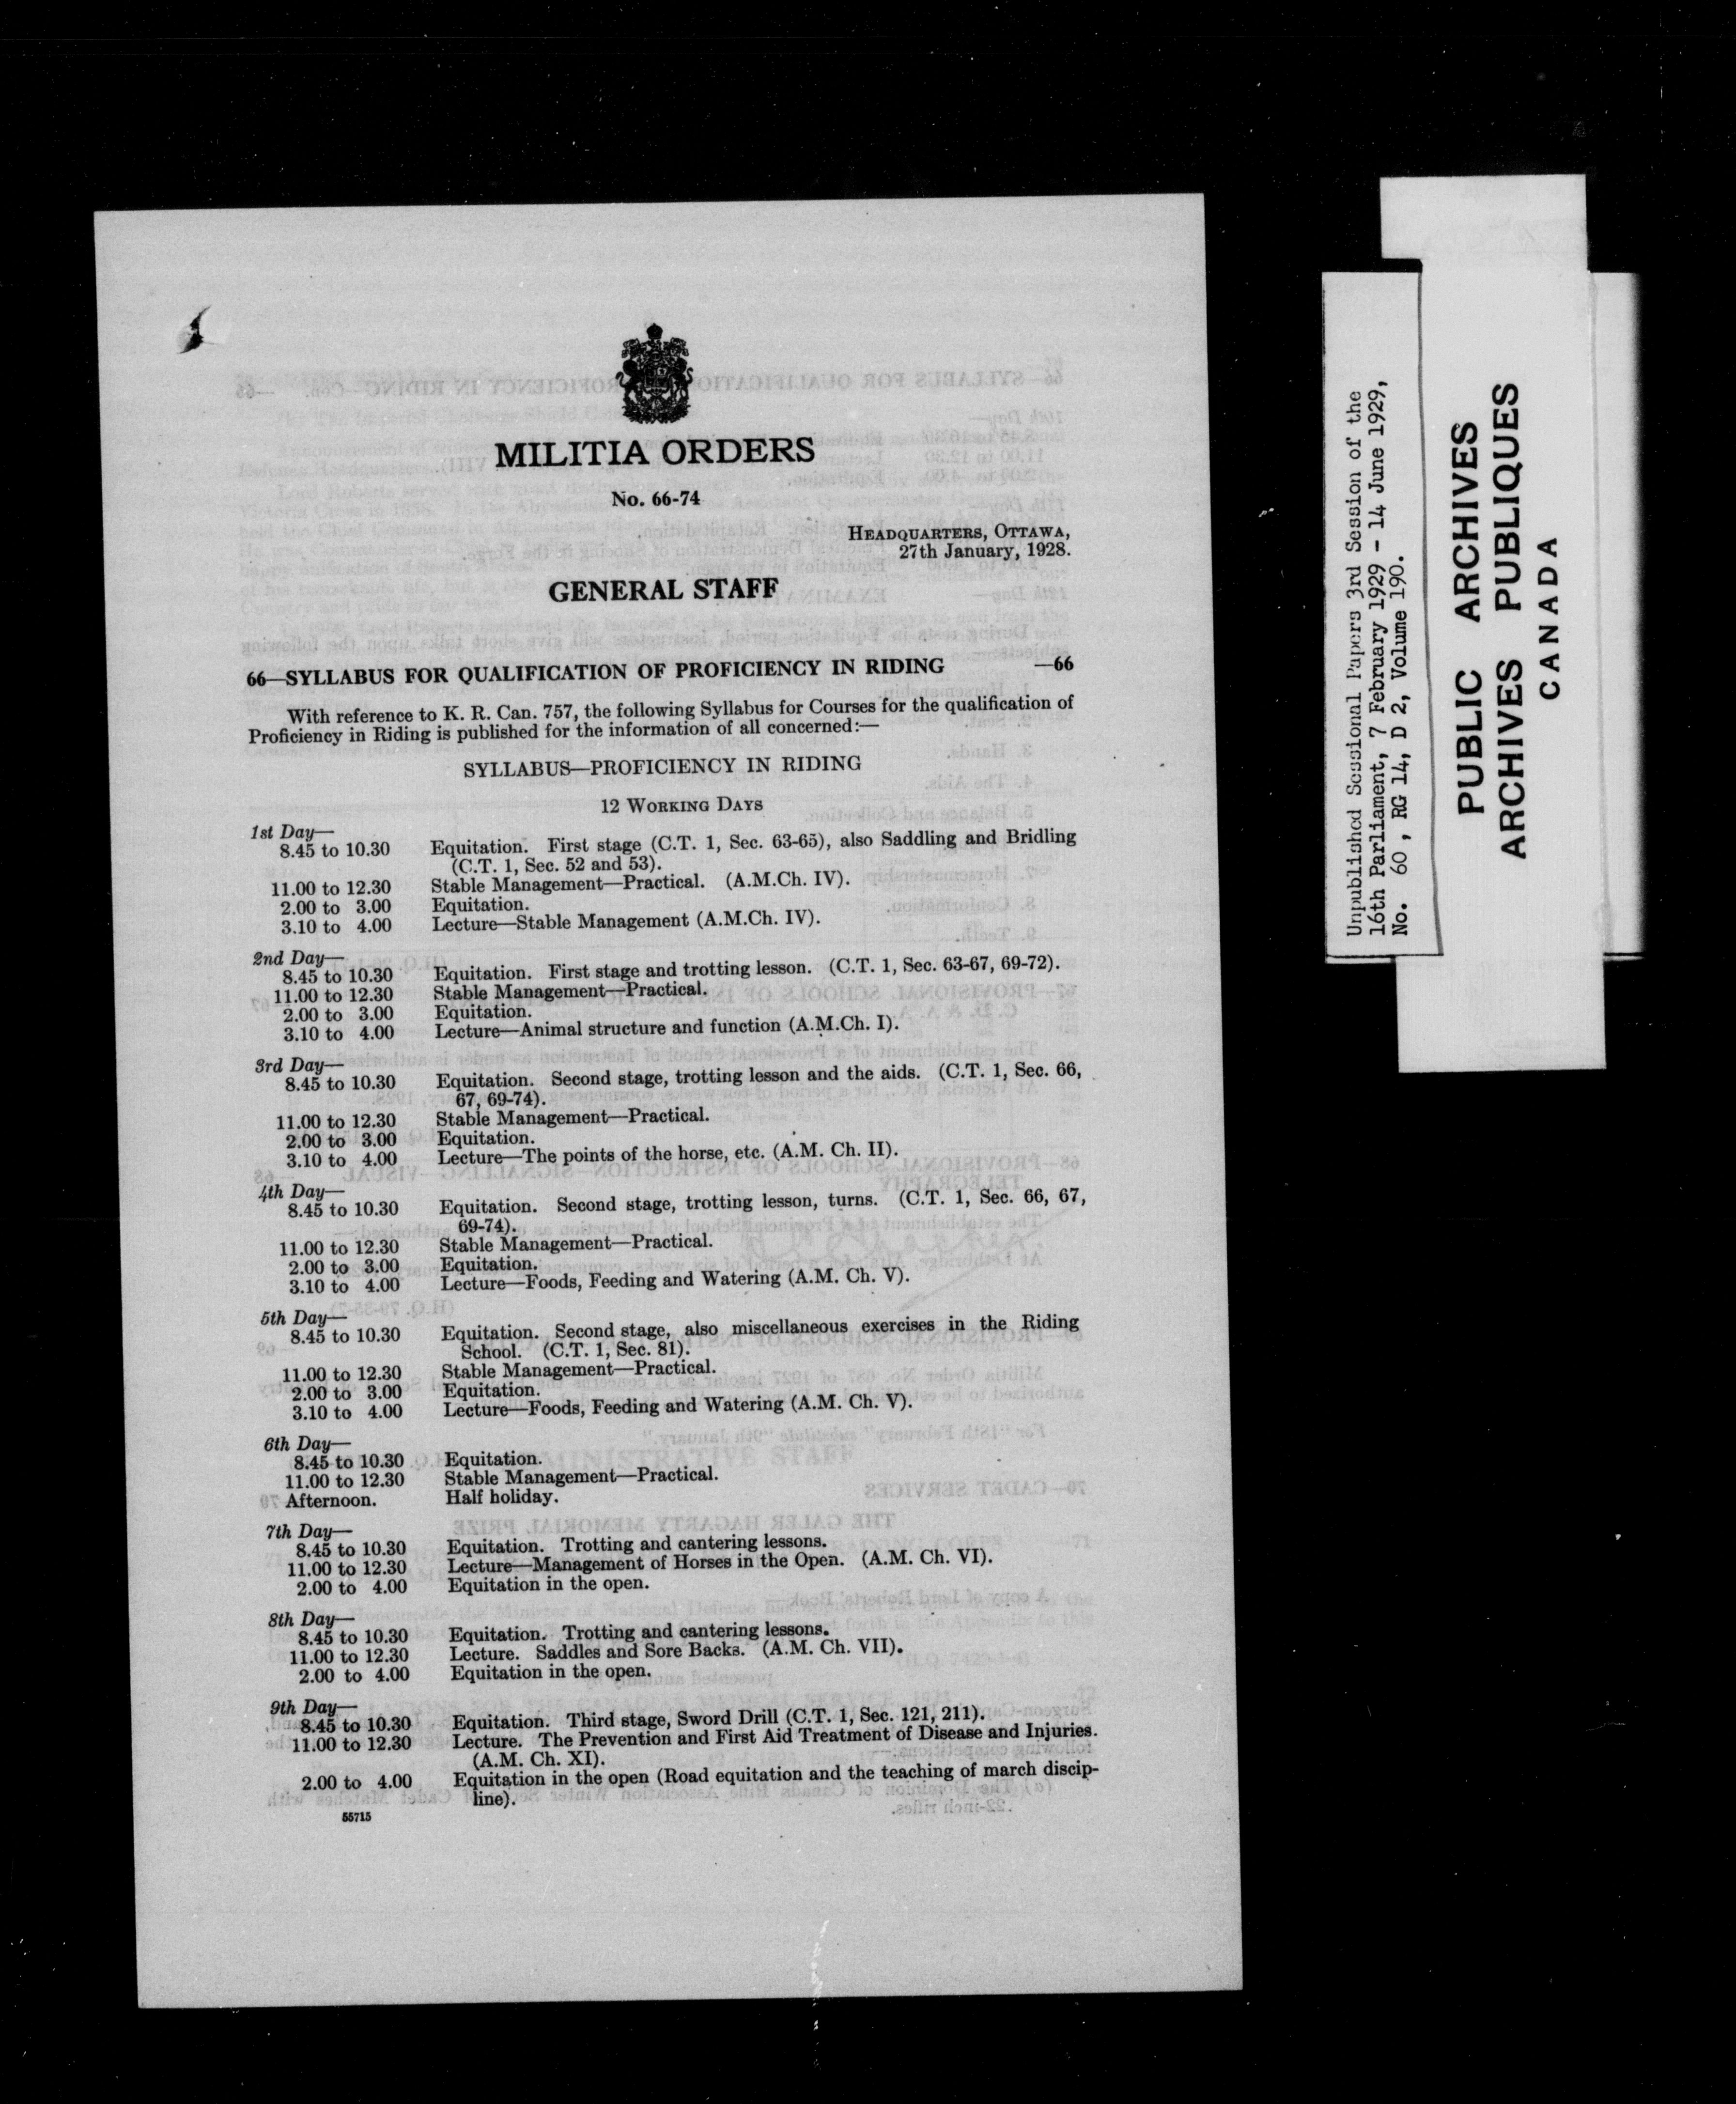 MILITIA ORDERS
No. 66-74
HEADQUARTERS, OTTAWA,
27th January, 1928.
GENERAL STAFF
66—SYLLABUS FOR QUALIFICATION OF PROFICIENCY IN RIDING —66
With reference to K. R. Can. 757, the following Syllabus for Courses for the qualification of
Proficiency in Riding is published for the information of all concerned:—
SYLLABUS—PROFICIENCY IN RIDING
12 WORKING DAYS
1st Day—
8.45 to 10.30 Equitation. First stage (C.T. 1, Sec. 63-65), also Saddling and Bridling
(C.T. 1, Sec. 52 and 53).
11.00 to 12.30 Stable Management—Practical. (A.M.Ch. IV).
2.00 to 3.00 Equitation.
3.10 to 4.00 Lecture—Stable Management (A.M.Ch. IV).
2nd Day—
8.45 to 10.30 Equitation. First stage and trotting lesson. (C.T. 1, Sec. 63-67, 69-72).
11.00 to 12.30 Stable Management—Practical.
2.00 to 3.00 Equitation.
3.10 to 4.00 Lecture—Animal structure and function (A.M.Ch. I).
3rd Day—
8.45 to 10.30 Equitation. Second stage, trotting lesson and the aids. (C.T. 1, Sec. 66,
67, 69-74).
11.00 to 12.30 Stable Management—Practical.
2.00 to 3.00 Equitation.
3.10 to 4.00 Lecture—The points of the horse, etc. (A.M. Ch. II).
4th Day—
8.45 to 10.30 Equitation. Second stage, trotting lesson, turns. (C.T. 1, Sec. 66, 67,
69-74).
11.00 to 12.30 Stable Management—Practical.
2.00 to 3.00 Equitation.
3.10 to 4.00 Lecture—Foods, Feeding and Watering (A.M. Ch. V).
5th Day—
8.45 to 10.30 Equitation. Second stage, also miscellaneous exercises in the Riding
School. (C.T. 1, Sec. 81).
11.00 to 12.30 Stable Management—Practical.
2.00 to 3.00 Equitation.
3.10 to 4.00 Lecture—Foods, Feeding and Watering (A.M. Ch. V).
6th Day—
8.45 to 10.30 Equitation.
11.00 to 12.30 Stable Management—Practical.
Afternoon. Half holiday.
7th Day—
8.45 to 10.30 Equitation. Trotting and cantering lessons.
11.00 to 12.30 Lecture—Management of Horses in the Open. (A.M. Ch. VI).
2.00 to 4.00 Equitation in the open.
8th Day—
8.45 to 10.30 Equitation. Trotting and cantering lessons.
11.00 to 12.30 Lecture. Saddles and Sore Backs. (A.M. Ch. VII).
2.00 to 4.00 Equitation in the open.
9th Day—
8.45 to 10.30 Equitation. Third stage, Sword Drill (C.T. 1, Sec. 121, 211).
11.00 to 12.30 Lecture. The Prevention and First Aid Treatment of Disease and Injuries.
(A.M. Ch. XI).
2.00 to 4.00 Equitation in the open (Road equitation and the teaching of march discip-
line).
55715
Unpublished Sessional Papers 3rd Session of the
16th Parliament, 7 February 1929 - 14 June 1929,
No. 60, RG 14, D 2, Volume 190.
PUBLIC ARCHIVES
ARCHIVES PUBLIQUES
CANADA